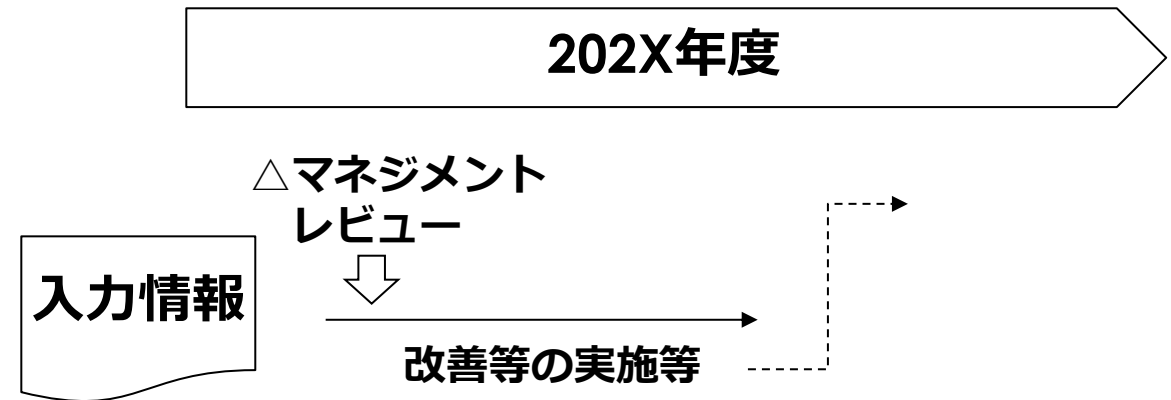 202X年度
△マネジメント
レビュー
入力情報
改善等の実施等